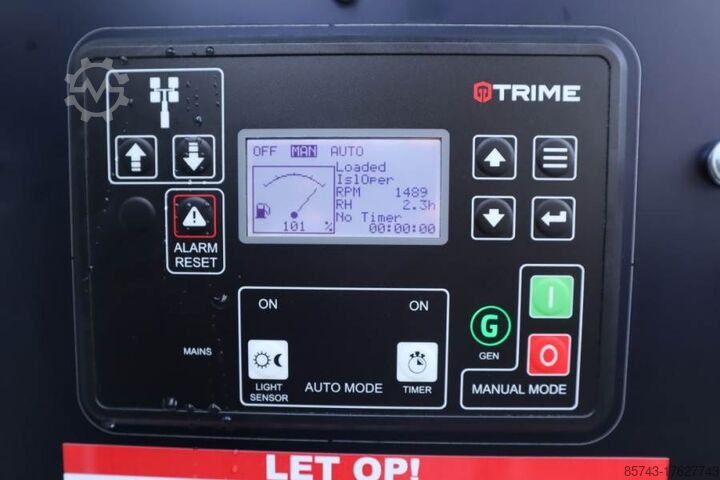 TRIME
OFF MAN AUTO
Loaded
IslOper
RPM 1489
RH 2.3h
No Timer
101 % 00:00:00
ALARM
RESET
ON
ON
MAINS
LIGHT
SENSOR
AUTO MODE
TIMER
G
GEN
I
O
MANUAL MODE
LET OP!
85743-17627742